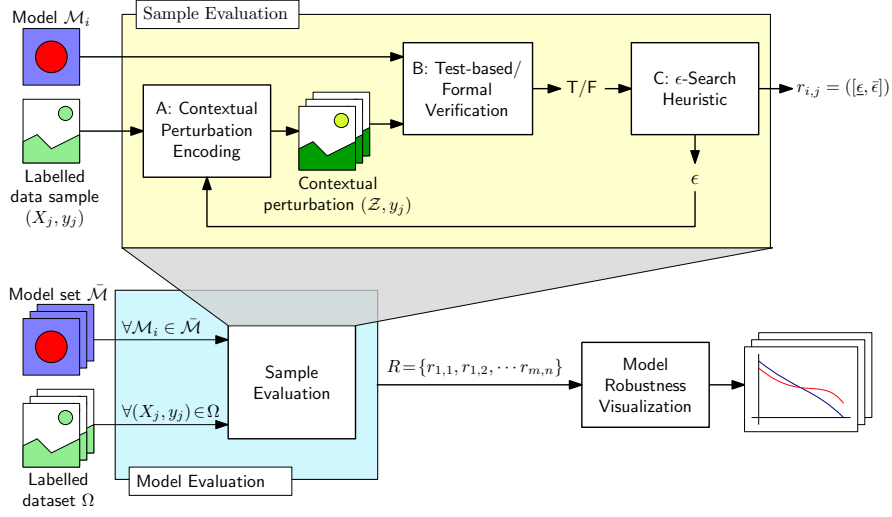 Model ℳᵢ
Sample Evaluation
Labelled
data sample
(Xⱼ, yⱼ)
A: Contextual
Perturbation
Encoding
Contextual
perturbation (𝒵, yⱼ)
B: Test-based/
Formal
Verification
T/F
C: ϵ-Search
Heuristic
rᵢ,ⱼ = ([ϵ̲, ϵ̄])
ϵ
Model set ℳ̄
∀ℳᵢ ∈ ℳ̄
∀(Xⱼ, yⱼ)∈Ω
Labelled
dataset Ω
Sample
Evaluation
Model Evaluation
R={r₁,₁, r₁,₂, ⋯ rₘ,ₙ}
Model
Robustness
Visualization